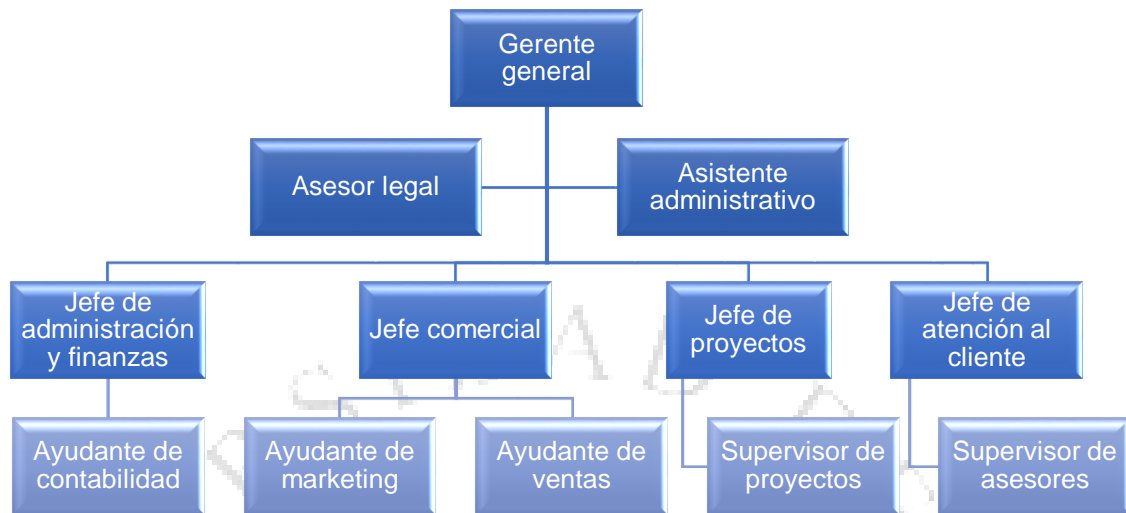 Gerente
general
Asesor legal
Asistente
administrativo
Jefe de
administración
y finanzas
Jefe comercial
Jefe de
proyectos
Jefe de
atención al
cliente
Ayudante de
contabilidad
Ayudante de
marketing
Ayudante de
ventas
Supervisor de
proyectos
Supervisor de
asesores